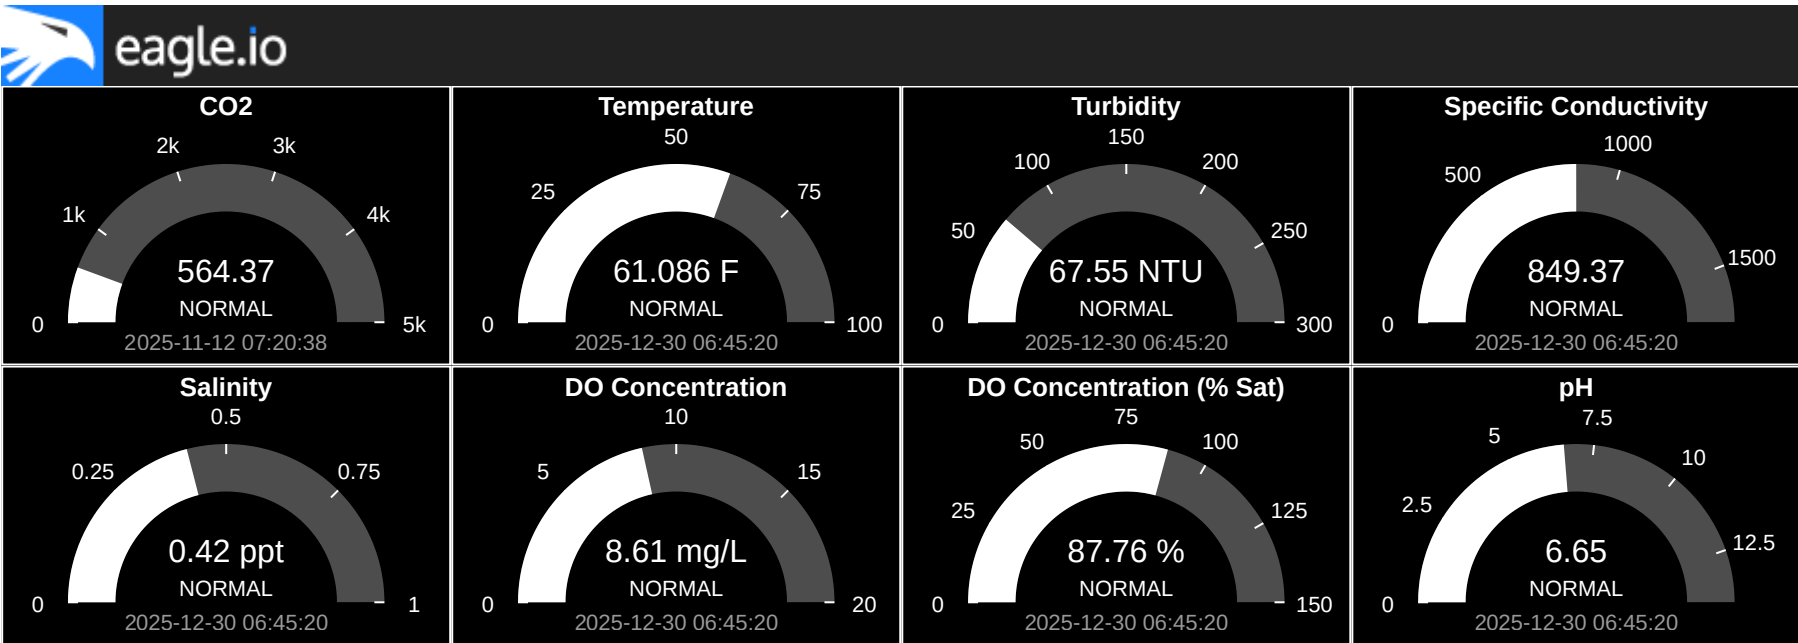 eagle.io
CO2
0
1k
2k
3k
4k
5k
564.37
NORMAL
2025-11-12 07:20:38
Temperature
0
25
50
75
100
61.086 F
NORMAL
2025-12-30 06:45:20
Turbidity
0
50
100
150
200
250
300
67.55 NTU
NORMAL
2025-12-30 06:45:20
Specific Conductivity
0
500
1000
1500
849.37
NORMAL
2025-12-30 06:45:20
Salinity
0
0.25
0.5
0.75
1
0.42 ppt
NORMAL
2025-12-30 06:45:20
DO Concentration
0
5
10
15
20
8.61 mg/L
NORMAL
2025-12-30 06:45:20
DO Concentration (% Sat)
0
25
50
75
100
125
150
87.76 %
NORMAL
2025-12-30 06:45:20
pH
0
2.5
5
7.5
10
12.5
6.65
NORMAL
2025-12-30 06:45:20